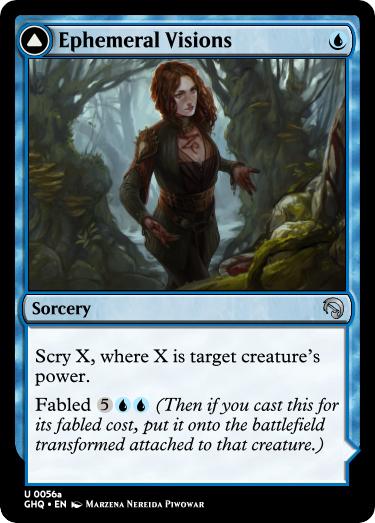 Ephemeral Visions
Sorcery
Scry X, where X is target creature's
power.
Fabled 5 (Then if you cast this for
its fabled cost, put it onto the battlefield
transformed attached to that creature.)
U 0056a
GHQ • EN Marzena Nereida Piwowar